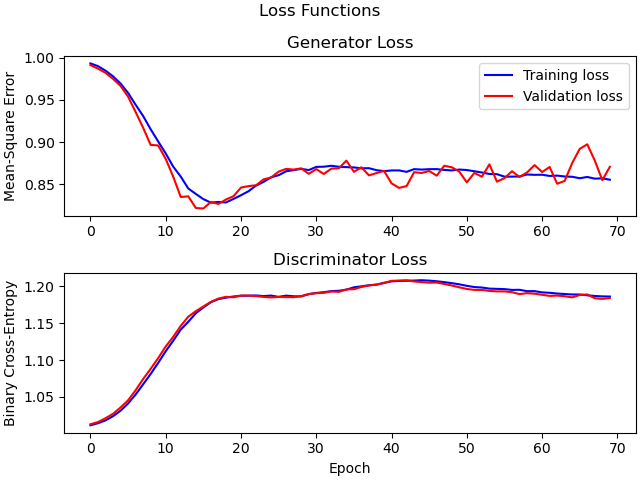 Loss Functions
Generator Loss
Mean-Square Error
1.00
0.95
0.90
0.85
Training loss
Validation loss
0 10 20 30 40 50 60 70
Discriminator Loss
Binary Cross-Entropy
1.20
1.15
1.10
1.05
0 10 20 30 40 50 60 70
Epoch